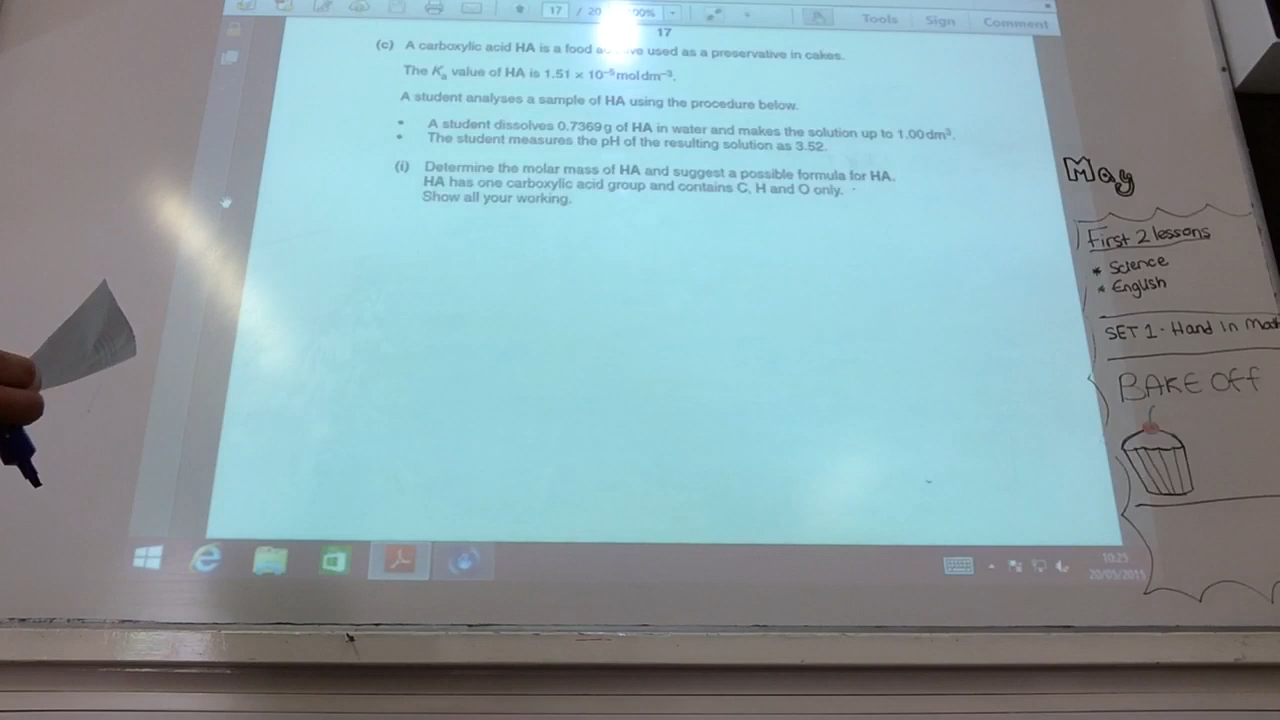 17 / 20
Tools Sign Comment
17
(c) A carboxylic acid HA is a food used as a preservative in cakes.
The Kₐ value of HA is 1.51 × 10⁻⁵ mol dm⁻³.
A student analyses a sample of HA using the procedure below.
• A student dissolves 0.7369 g of HA in water and makes the solution up to 1.00 dm³.
• The student measures the pH of the resulting solution as 3.52.
(i) Determine the molar mass of HA and suggest a possible formula for HA.
HA has one carboxylic acid group and contains C, H and O only.
Show all your working.
10:25
May
First 2 lessons
* Science
* English
SET 1 - Hand in
BAKE OFF